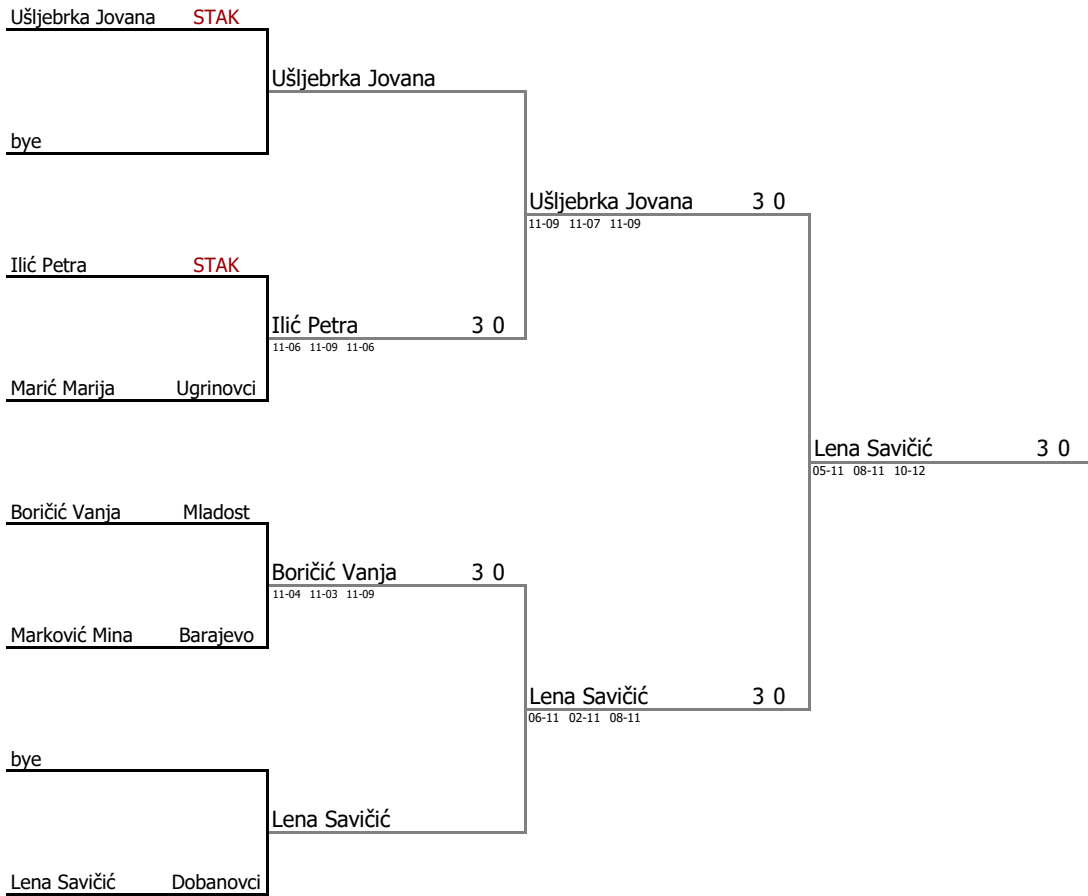 Ušljebrka Jovana STAK
Ušljebrka Jovana
bye
Ušljebrka Jovana 3 0
11-09 11-07 11-09
Ilić Petra STAK
Ilić Petra 3 0
11-06 11-09 11-06
Marić Marija Ugrinovci
Lena Savičić 3 0
05-11 08-11 10-12
Boričić Vanja Mladost
Boričić Vanja 3 0
11-04 11-03 11-09
Marković Mina Barajevo
Lena Savičić 3 0
06-11 02-11 08-11
bye
Lena Savičić
Lena Savičić Dobanovci